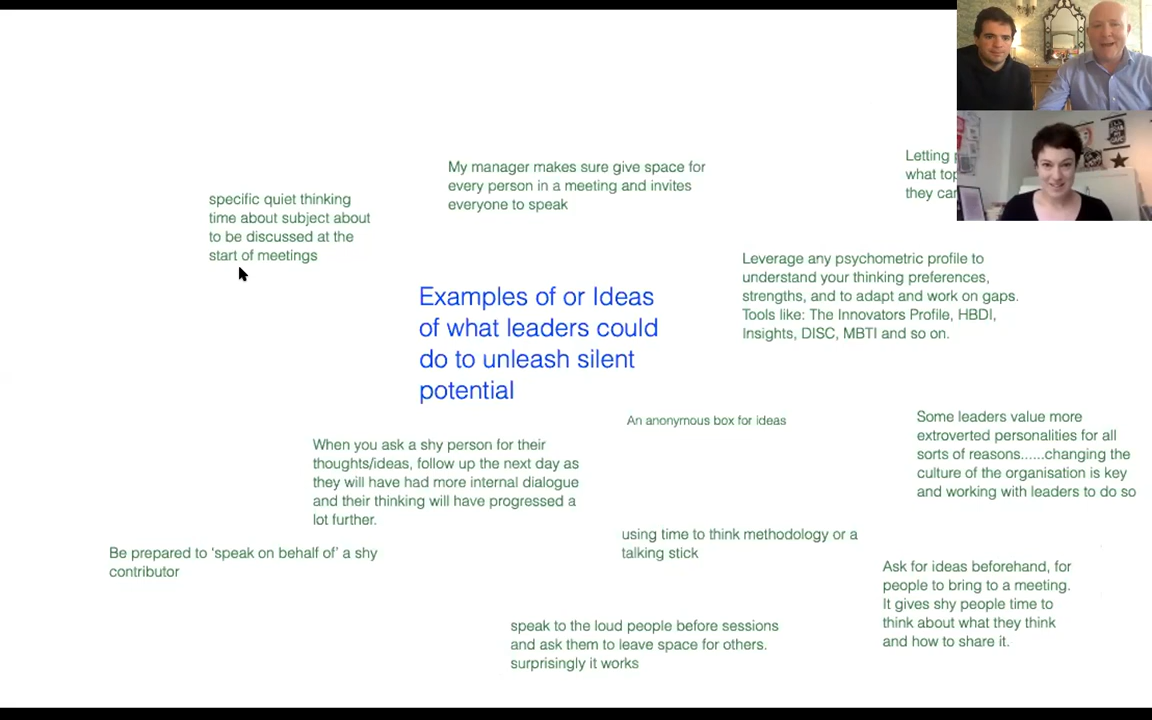 My manager makes sure give space for
every person in a meeting and invites
everyone to speak
Letting
what
they
specific quiet thinking
time about subject about
to be discussed at the
start of meetings
Leverage any psychometric profile to
understand your thinking preferences,
strengths, and to adapt and work on gaps.
Tools like: The Innovators Profile, HBDI,
Insights, DISC, MBTI and so on.
Examples of or Ideas
of what leaders could
do to unleash silent
potential
An anonymous box for ideas
Some leaders value more
extroverted personalities for all
sorts of reasons......changing the
culture of the organisation is key
and working with leaders to do so
When you ask a shy person for their
thoughts/ideas, follow up the next day as
they will have had more internal dialogue
and their thinking will have progressed a
lot further.
using time to think methodology or a
talking stick
Be prepared to 'speak on behalf of' a shy
contributor
Ask for ideas beforehand, for
people to bring to a meeting.
It gives shy people time to
think about what they think
and how to share it.
speak to the loud people before sessions
and ask them to leave space for others.
surprisingly it works